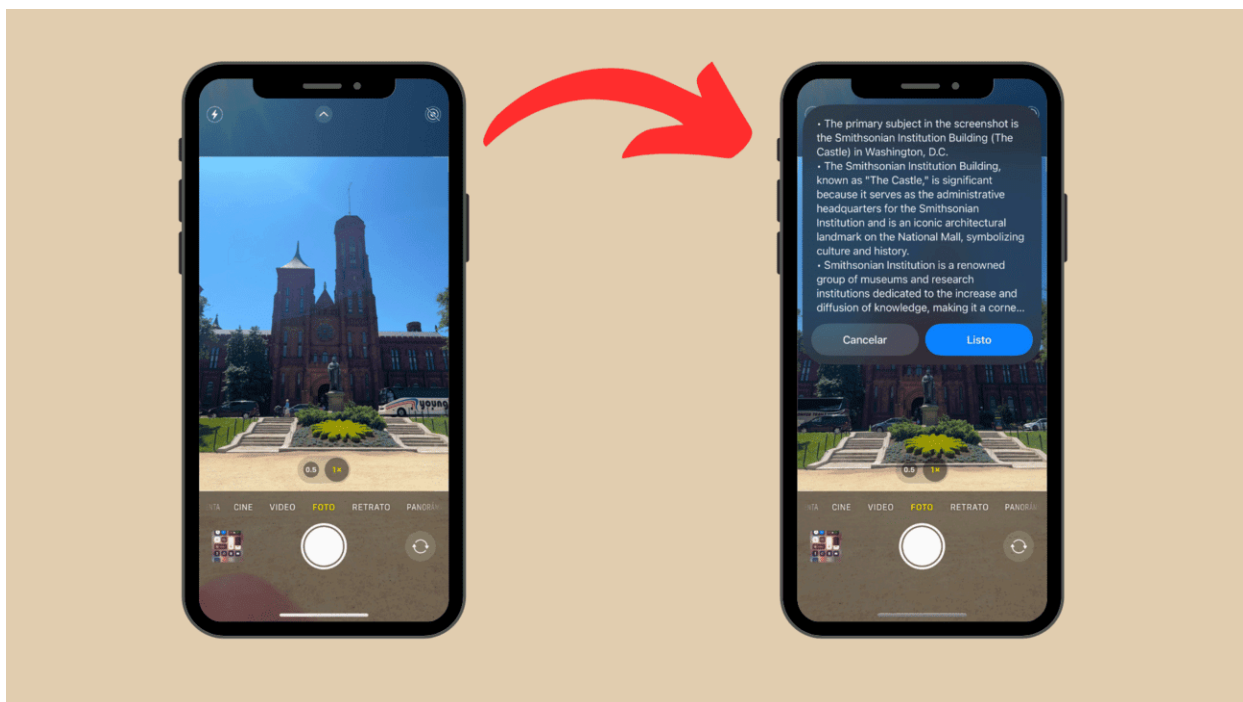 0.5 1×
CINE VIDEO FOTO RETRATO
young
• The primary subject in the screenshot is
the Smithsonian Institution Building (The
Castle) in Washington, D.C.
• The Smithsonian Institution Building,
known as "The Castle," is significant
because it serves as the administrative
headquarters for the Smithsonian
Institution and is an iconic architectural
landmark on the National Mall, symbolizing
culture and history.
• Smithsonian Institution is a renowned
group of museums and research
institutions dedicated to the increase and
diffusion of knowledge, making it a corne...
Cancelar Listo
0.5 1×
CINE VIDEO FOTO RETRATO